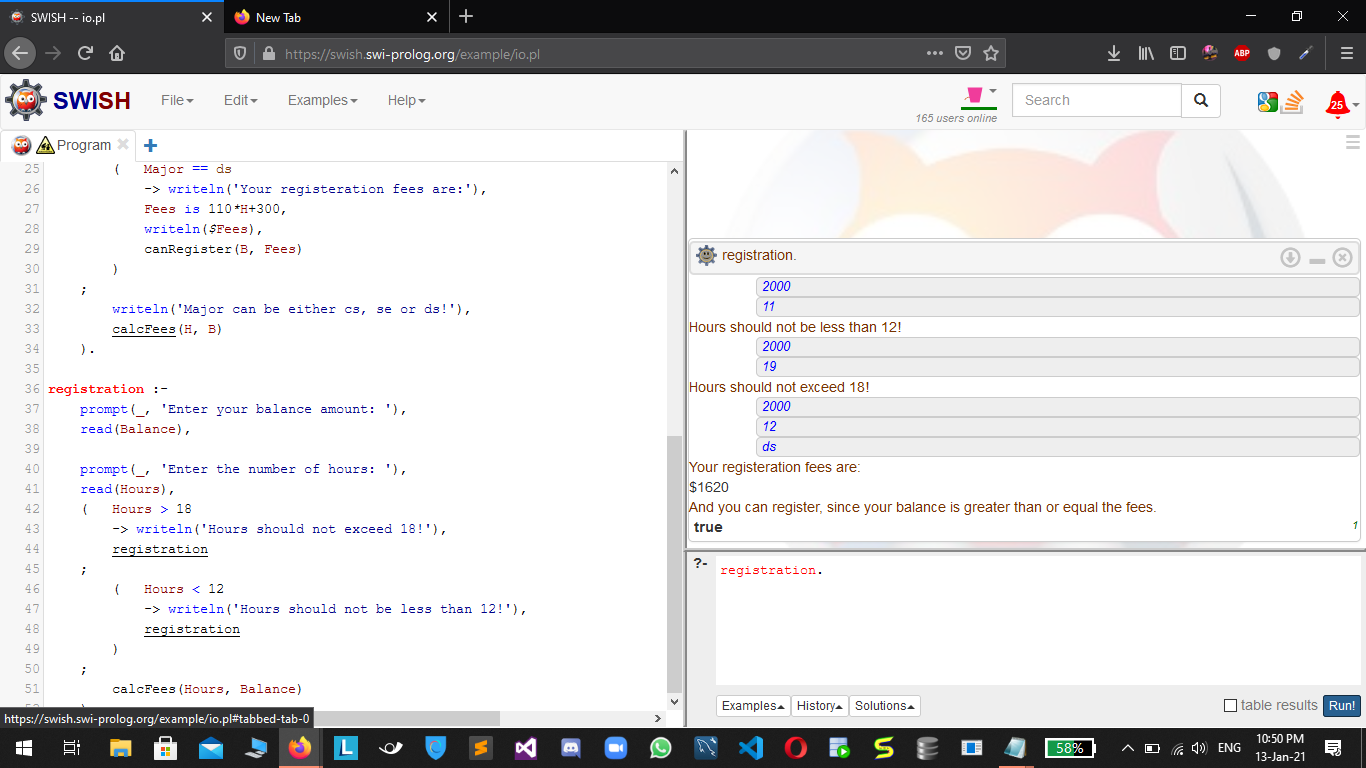 SWISH -- io.pl
New Tab
https://swish.swi-prolog.org/example/io.pl
ABP
SWISH
File
Edit
Examples
Help
165 users online
Search
25
Program
25 ( Major == ds
26 -> writeln('Your registeration fees are:'),
27 Fees is 110*H+300,
28 writeln($Fees),
29 canRegister(B, Fees)
30 )
31 ;
32 writeln('Major can be either cs, se or ds!'),
33 calcFees(H, B)
34 ).
35
36 registration :-
37 prompt(_, 'Enter your balance amount: '),
38 read(Balance),
39
40 prompt(_, 'Enter the number of hours: '),
41 read(Hours),
42 ( Hours > 18
43 -> writeln('Hours should not exceed 18!'),
44 registration
45 ;
46 ( Hours < 12
47 -> writeln('Hours should not be less than 12!'),
48 registration
49 )
50 ;
51 calcFees(Hours, Balance)
https://swish.swi-prolog.org/example/io.pl#tabbed-tab-0
registration.
2000
11
Hours should not be less than 12!
2000
19
Hours should not exceed 18!
2000
12
ds
Your registeration fees are:
$1620
And you can register, since your balance is greater than or equal the fees.
true
1
?- registration.
Examples
History
Solutions
table results
Run!
58%
ENG
10:50 PM
13-Jan-21